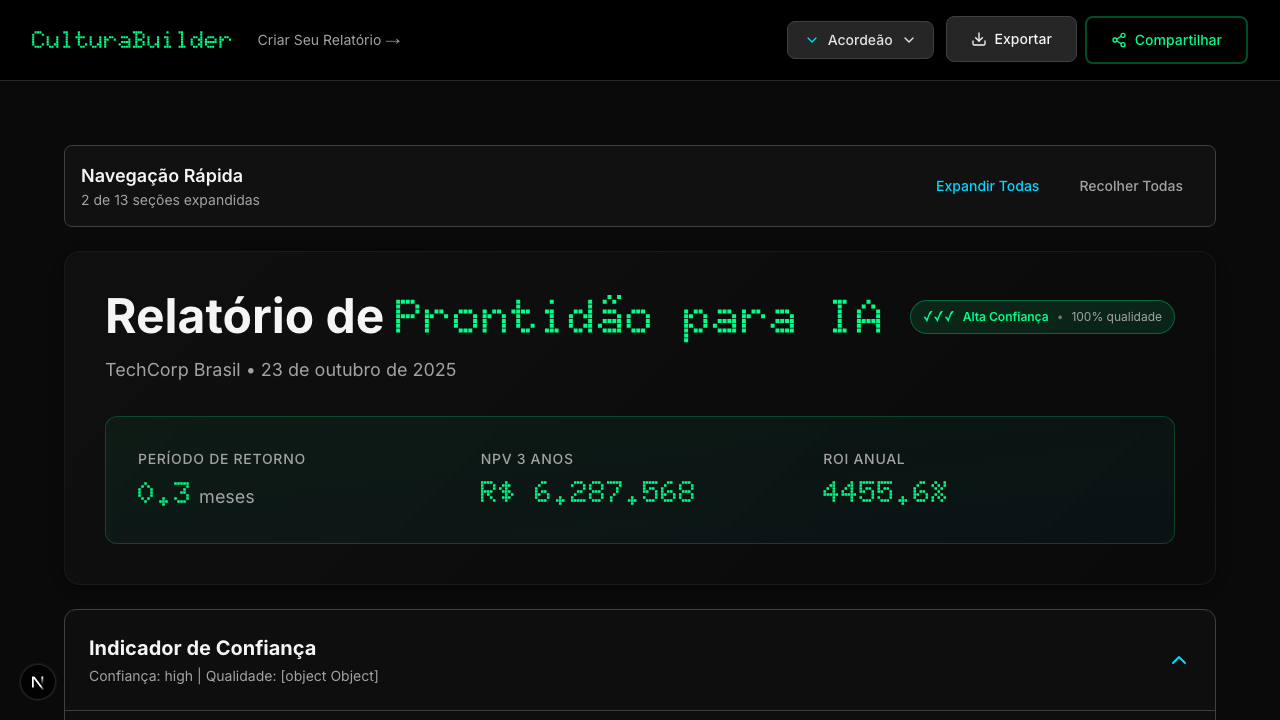 CulturaBuilder
Criar Seu Relatório →
Acordeão
Exportar
Compartilhar
Navegação Rápida
2 de 13 seções expandidas
Expandir Todas
Recolher Todas
Relatório de Prontidão para IA
✓✓✓ Alta Confiança • 100% qualidade
TechCorp Brasil • 23 de outubro de 2025
PERÍODO DE RETORNO
0.3 meses
NPV 3 ANOS
R$ 6,287,568
ROI ANUAL
4455.6%
Indicador de Confiança
Confiança: high | Qualidade: [object Object]
N